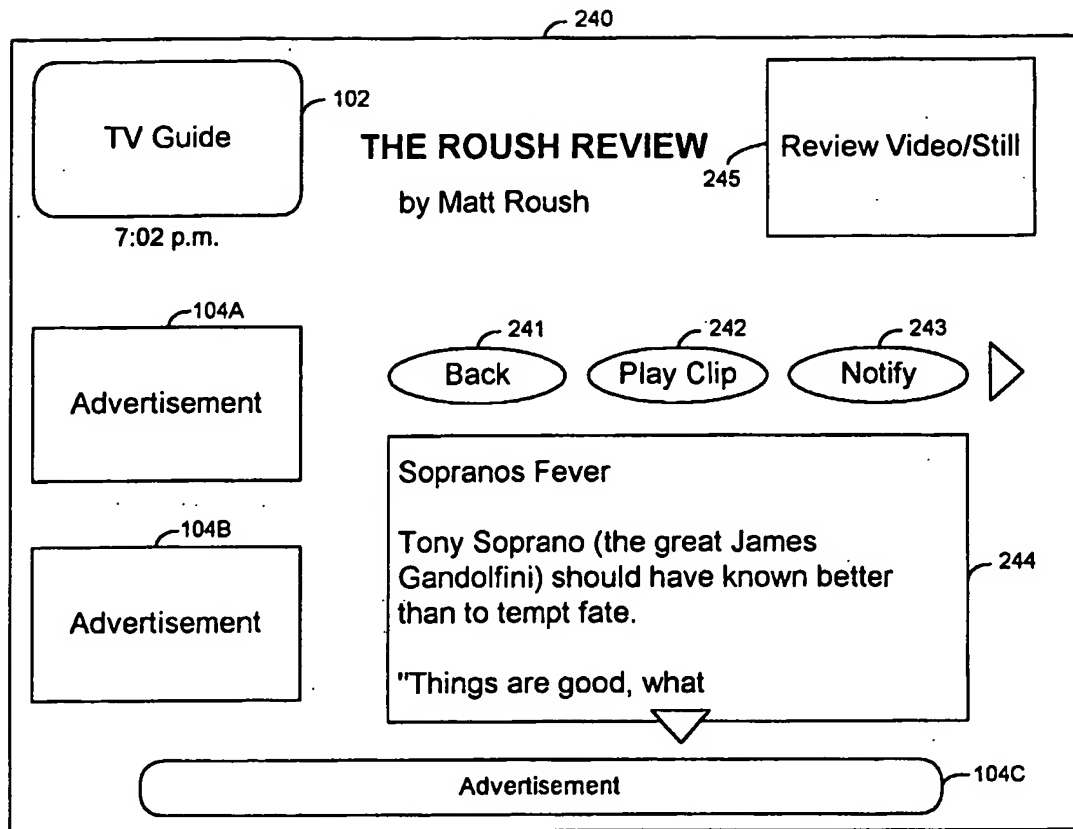 240
TV Guide
102
7:02 p.m.
THE ROUSH REVIEW
by Matt Roush
245
Review Video/Still
104A
Advertisement
104B
Advertisement
241
Back
242
Play Clip
243
Notify
Sopranos Fever
Tony Soprano (the great James
Gandolfini) should have known better
than to tempt fate.
"Things are good, what
244
Advertisement
104C